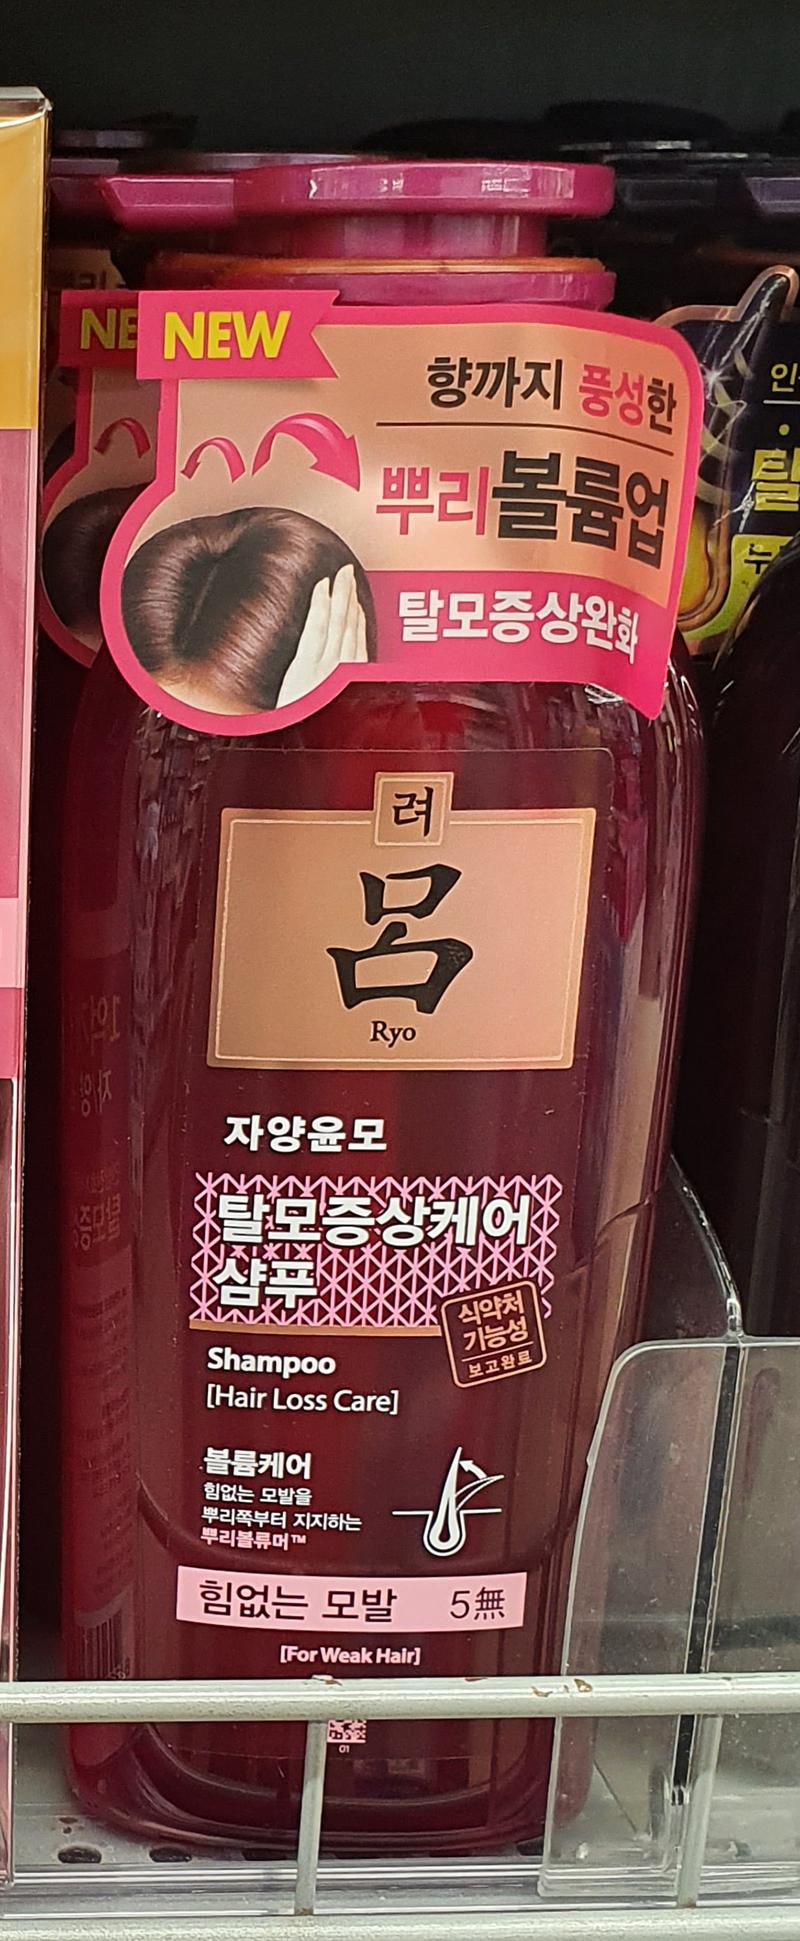 NE
NEW
향까지 풍성한
뿌리볼륨업
탈모증상완화
려
呂
Ryo
자양윤모
탈모증상케어
샴푸
식약처
기능성
보고완료
Shampoo
[Hair Loss Care]
볼륨케어
힘없는 모발을
뿌리쪽부터 지지하는
뿌리볼류머™
힘없는 모발 5無
[For Weak Hair]
01